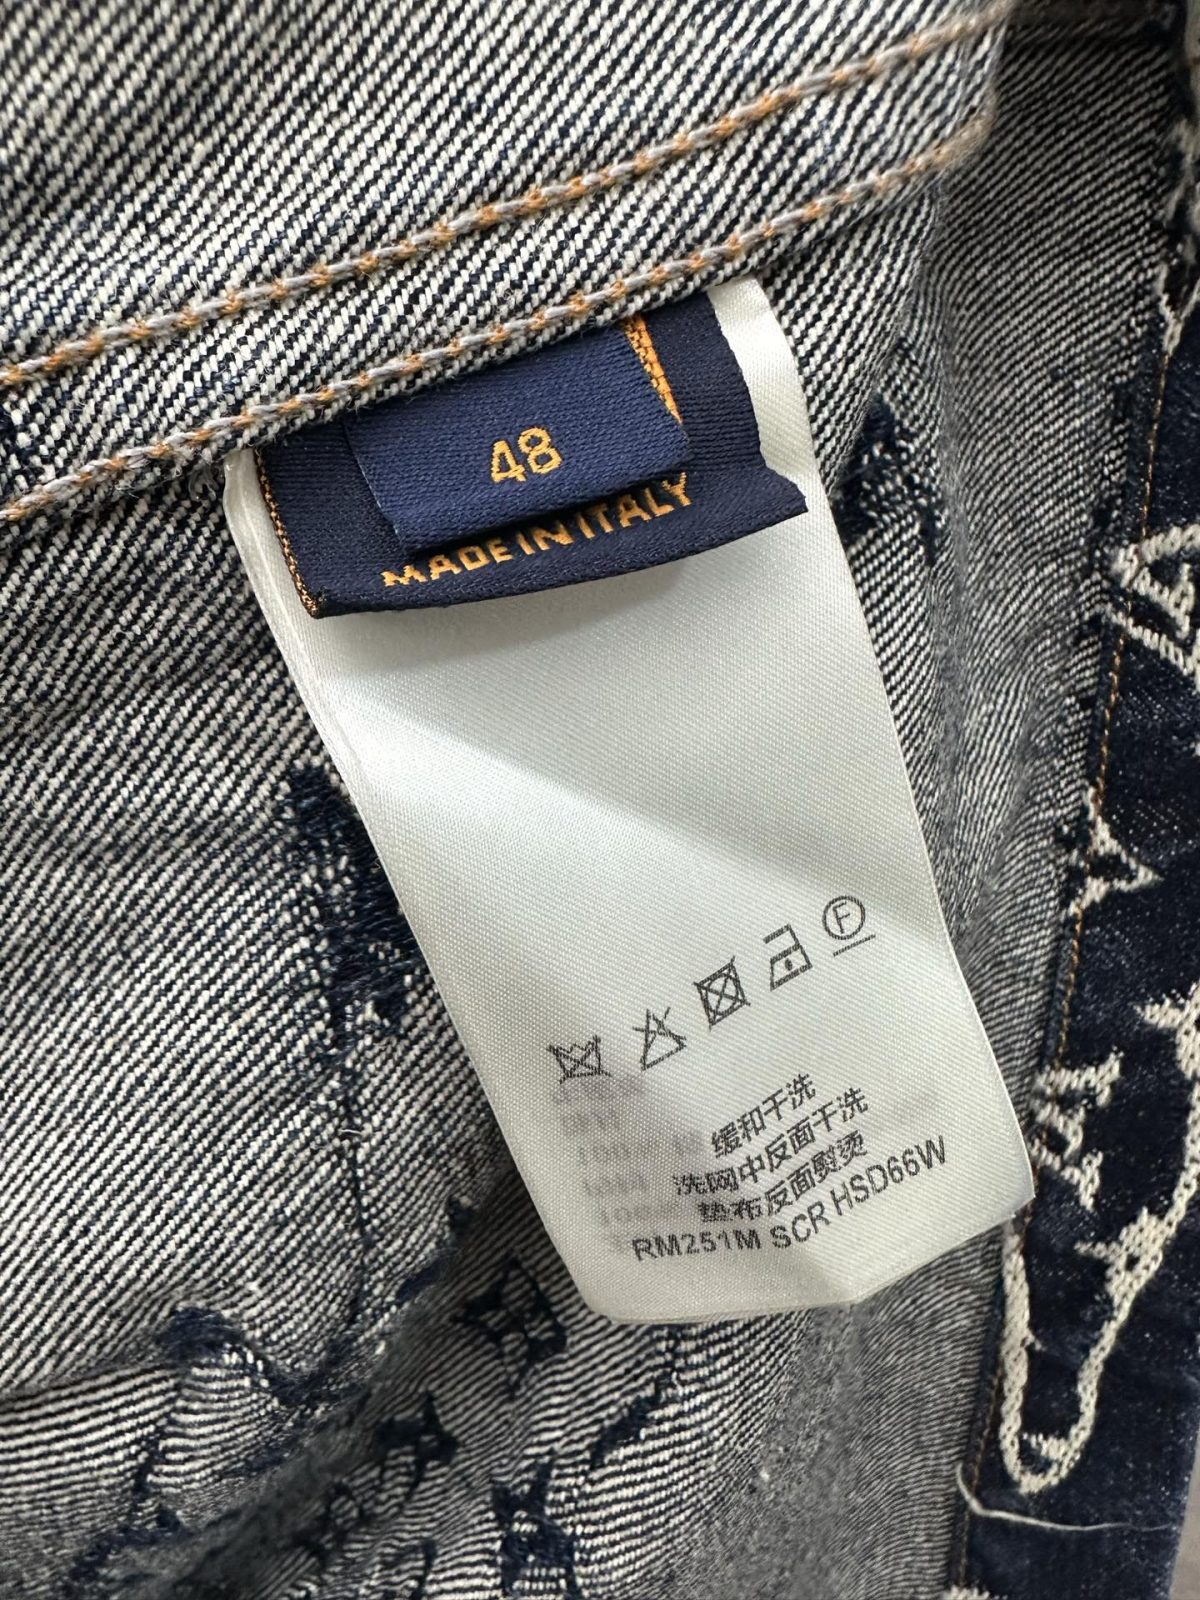 48
MADE IN ITALY
F
缓和干洗
洗网中反面干洗
垫布反面熨烫
RM251M SCR HSD66W